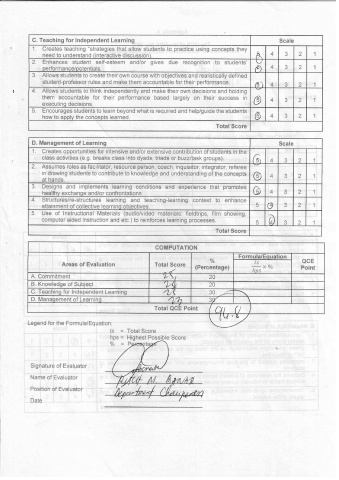 C. Teaching for Independent Learning Scale
1. Creates teaching strategies that allow students to practice using concepts they need to understand (interactive discussion). 5 4 3 2 1
2. Enhances student self-esteem and/or gives due recognition to students' performance/potentials. 5 4 3 2 1
3. Allows students to create their own course with objectives and realistically defined student-professor rules and make them accountable for their performance. 5 4 3 2 1
4. Allows students to think independently and make their own decisions and holding them accountable for their performance based largely on their success in executing decisions. 5 4 3 2 1
5. Encourages students to learn beyond what is required and help/guide the students how to apply the concepts learned. 5 4 3 2 1
Total Score
D. Management of Learning Scale
1. Creates opportunities for intensive and/or extensive contribution of students in the class activities (e.g. breaks class into dyads, triads or buzz/task groups). 5 4 3 2 1
2. Assumes roles as facilitator, resource person, coach, inquisitor, integrator, referee in drawing students to contribute to knowledge and understanding of the concepts at hands. 5 4 3 2 1
3. Designs and implements learning conditions and experience that promotes healthy exchange and/or confrontations. 5 4 3 2 1
4. Structures/re-structures learning and teaching-learning context to enhance attainment of collective learning objectives. 5 4 3 2 1
5. Use of Instructional Materials (audio/video materials: fieldtrips, film showing, computer aided instruction and etc.) to reinforces learning processes. 5 4 3 2 1
Total Score
COMPUTATION
Areas of Evaluation Total Score % (Percentage) Formula/Equation ts/hps x % QCE Point
A. Commitment 25 20
B. Knowledge of Subject 20
C. Teaching for Independent Learning 30
D. Management of Learning 23 30
Total QCE Point 94.8
Legend for the Formula/Equation:
ts = Total Score
hps = Highest Possible Score
% = Percentage
Signature of Evaluator
Name of Evaluator
Position of Evaluator Department Chairperson
Date